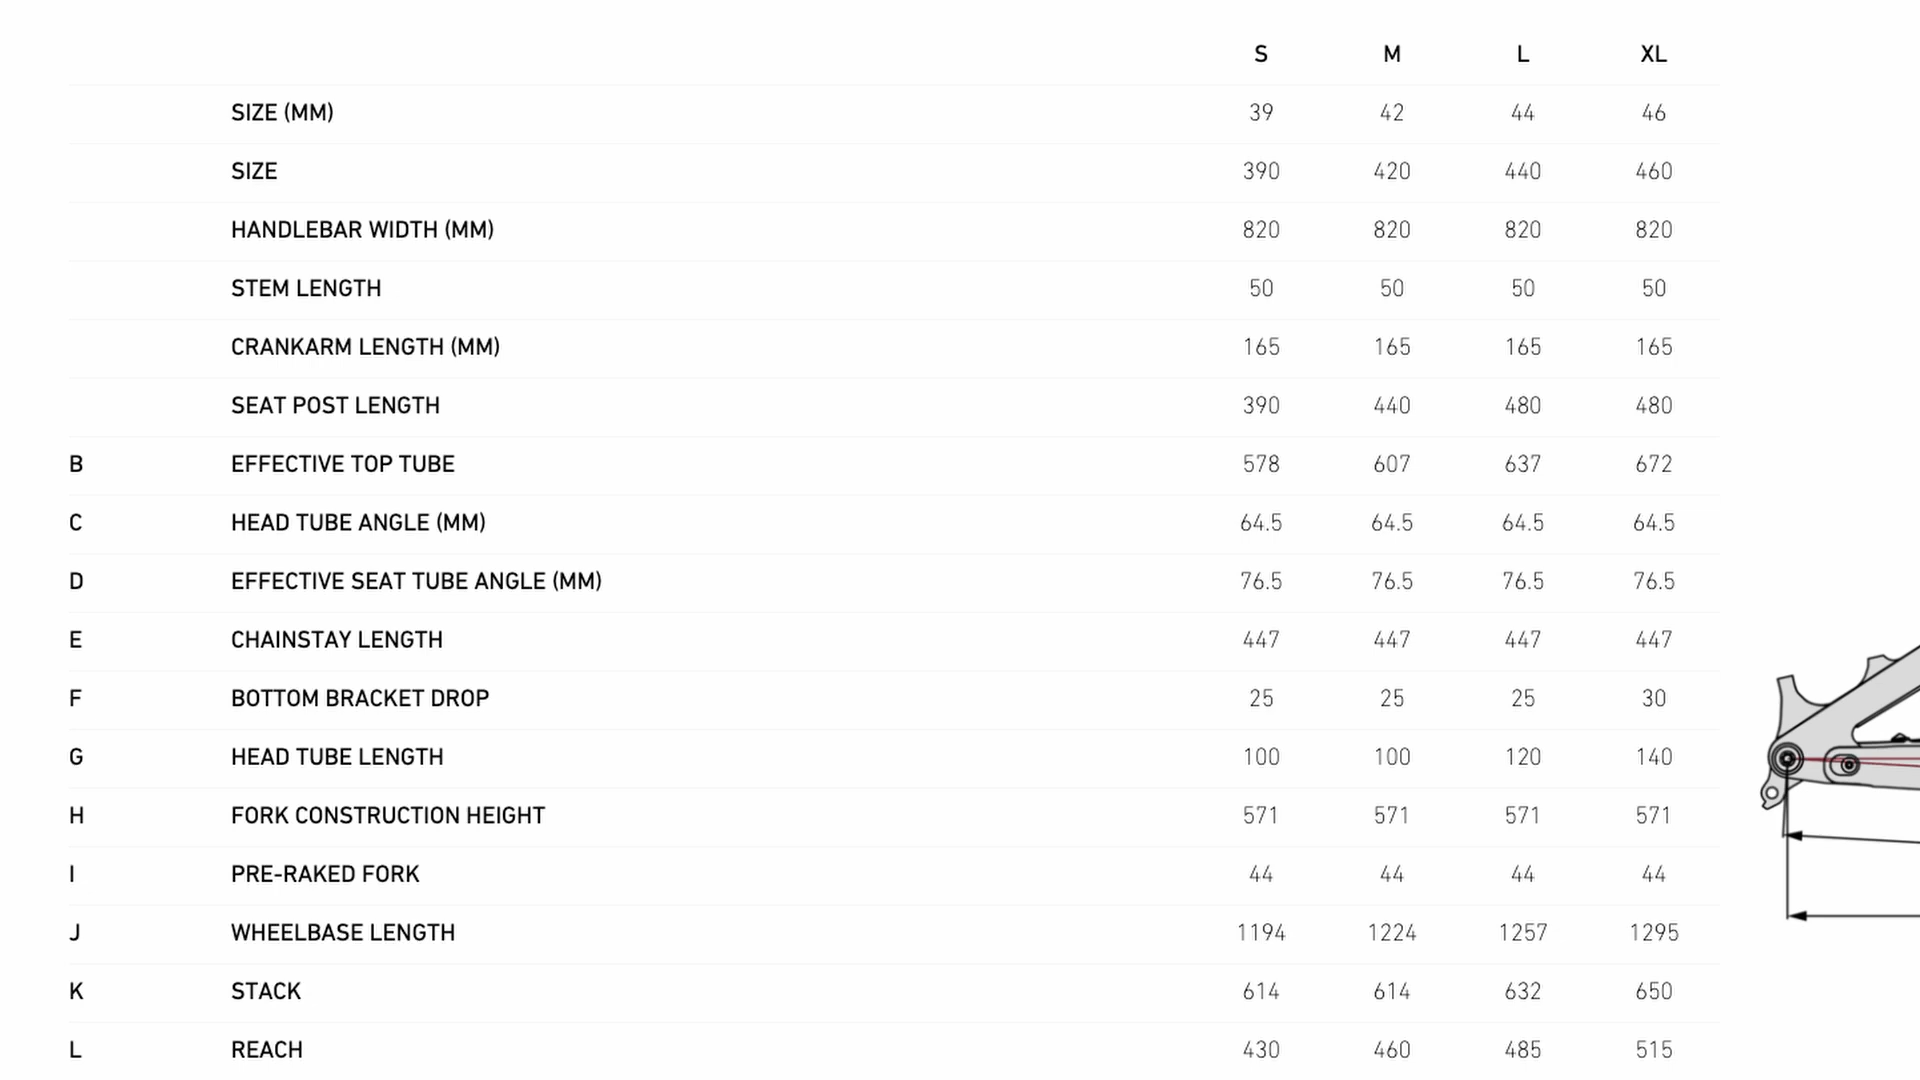 S M L XL
SIZE (MM) 39 42 44 46
SIZE 390 420 440 460
HANDLEBAR WIDTH (MM) 820 820 820 820
STEM LENGTH 50 50 50 50
CRANKARM LENGTH (MM) 165 165 165 165
SEAT POST LENGTH 390 440 480 480
B EFFECTIVE TOP TUBE 578 607 637 672
C HEAD TUBE ANGLE (MM) 64.5 64.5 64.5 64.5
D EFFECTIVE SEAT TUBE ANGLE (MM) 76.5 76.5 76.5 76.5
E CHAINSTAY LENGTH 447 447 447 447
F BOTTOM BRACKET DROP 25 25 25 30
G HEAD TUBE LENGTH 100 100 120 140
H FORK CONSTRUCTION HEIGHT 571 571 571 571
I PRE-RAKED FORK 44 44 44 44
J WHEELBASE LENGTH 1194 1224 1257 1295
K STACK 614 614 632 650
L REACH 430 460 485 515